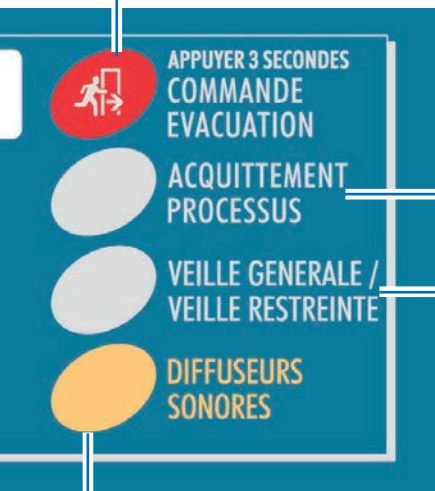 APPUYER 3 SECONDES
COMMANDE
EVACUATION
ACQUITTEMENT
PROCESSUS
VEILLE GENERALE /
VEILLE RESTREINTE
DIFFUSEURS
SONORES